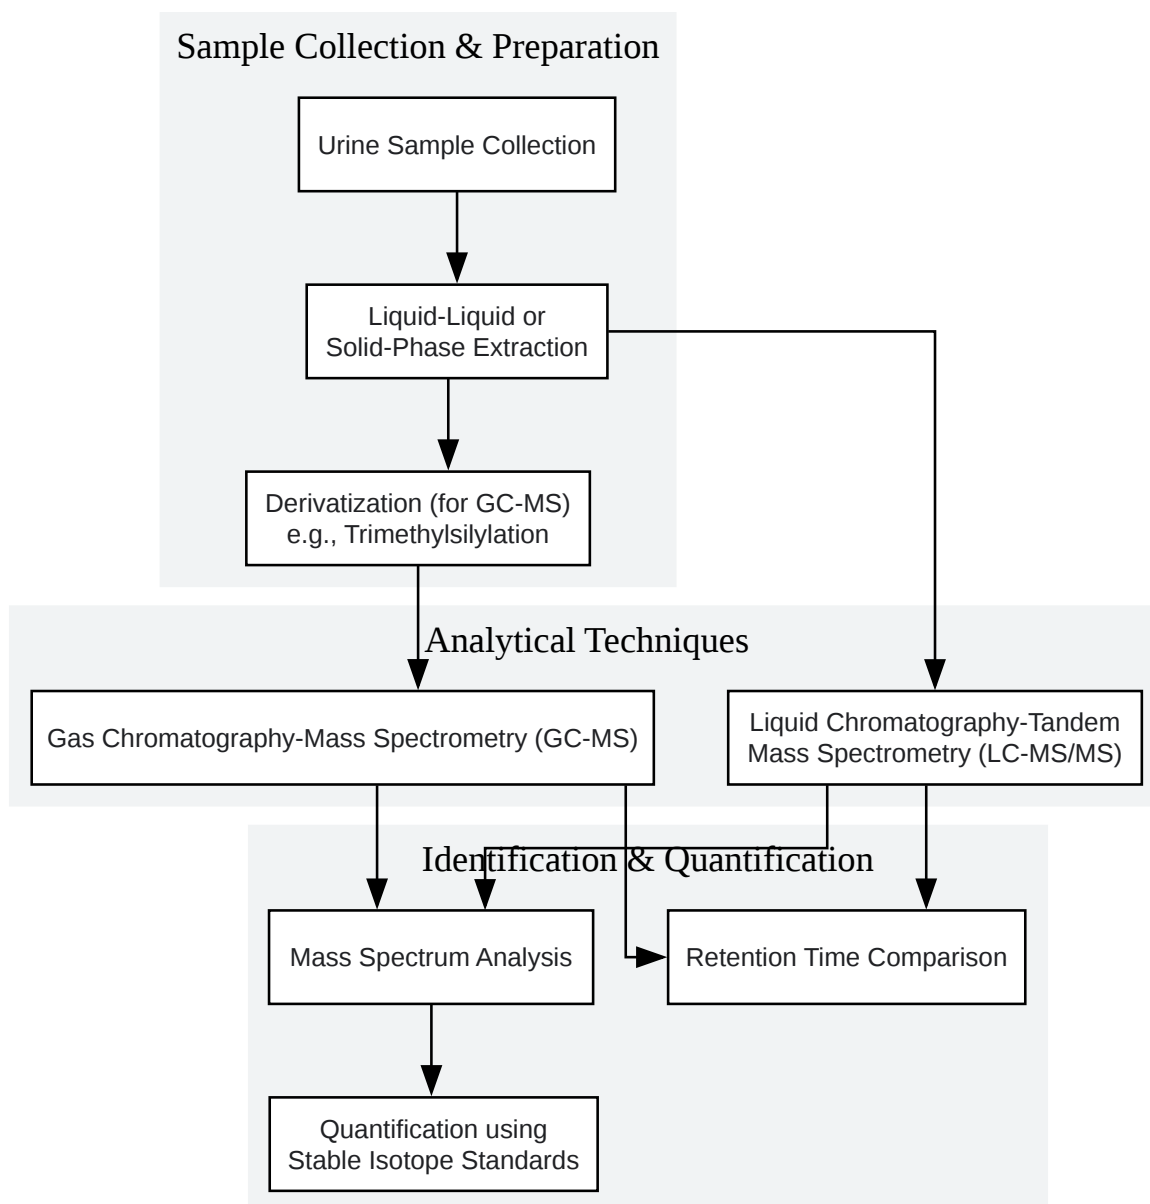 Sample Collection & Preparation
Urine Sample Collection
Liquid-Liquid or
Solid-Phase Extraction
Derivatization (for GC-MS)
e.g., Trimethylsilylation
Analytical Techniques
Gas Chromatography-Mass Spectrometry (GC-MS)
Liquid Chromatography-Tandem
Mass Spectrometry (LC-MS/MS)
Identification & Quantification
Mass Spectrum Analysis
Retention Time Comparison
Quantification using
Stable Isotope Standards